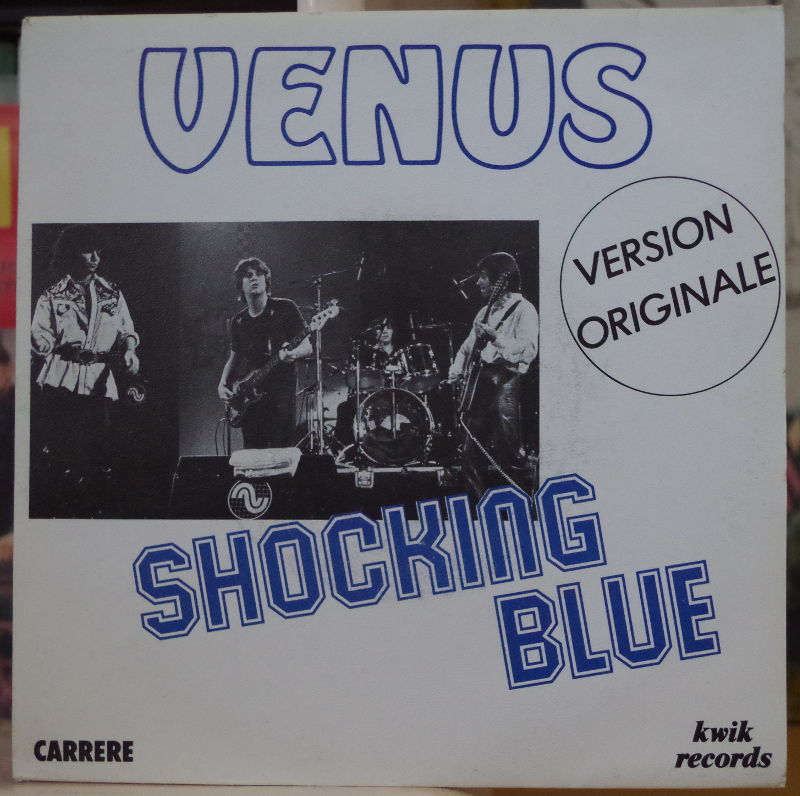 VENUS
VERSION
ORIGINALE
SHOCKING
BLUE
CARRERE
kwik
records